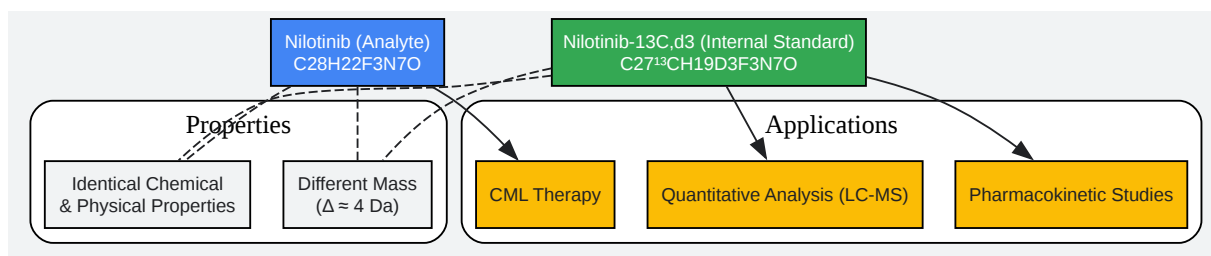 Nilotinib (Analyte)
C28H22F3N7O
Nilotinib-13C,d3 (Internal Standard)
C27¹³CH19D3F3N7O
Properties
Applications
Identical Chemical
& Physical Properties
Different Mass
(Δ ≈ 4 Da)
CML Therapy
Quantitative Analysis (LC-MS)
Pharmacokinetic Studies